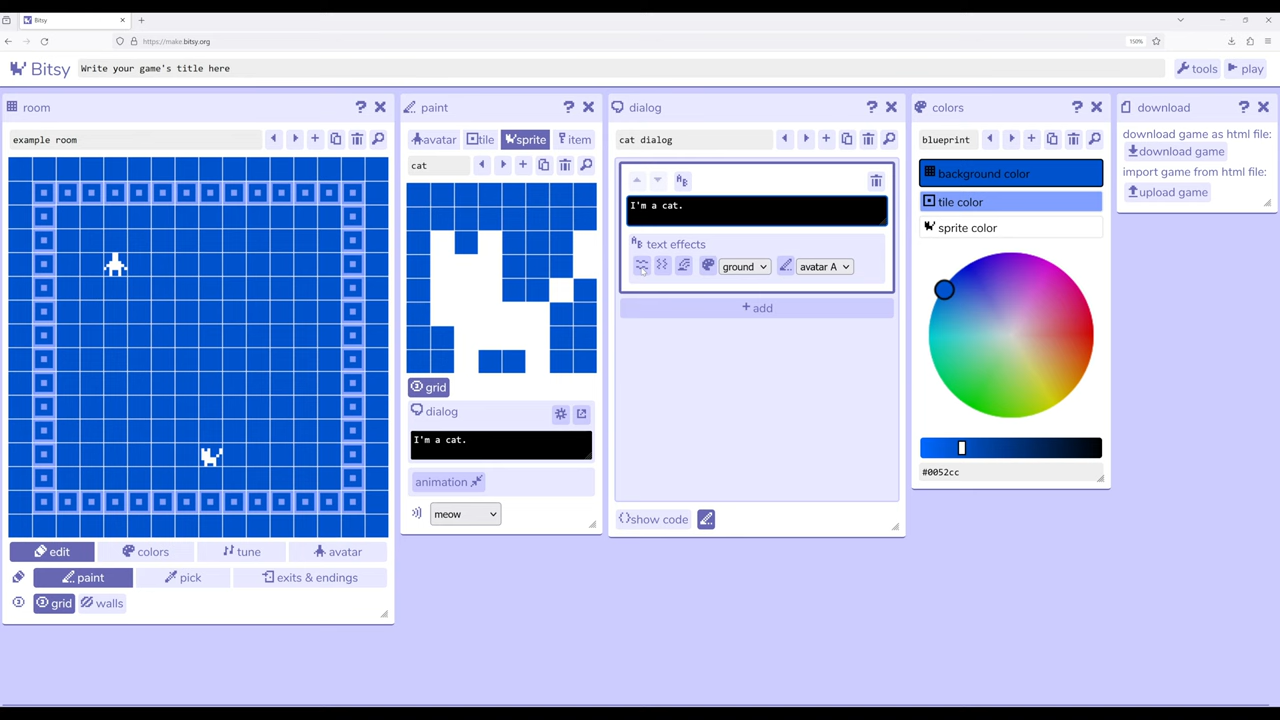 Bitsy
https://make.bitsy.org
150%
Bitsy
Write your game's title here
tools
play
room
paint
dialog
colors
download
example room
avatar
tile
sprite
item
cat dialog
blueprint
download game as html file:
download game
import game from html file:
upload game
cat
I'm a cat.
text effects
ground
avatar A
+ add
background color
tile color
sprite color
grid
dialog
I'm a cat.
animation
meow
show code
#0052cc
edit
colors
tune
avatar
paint
pick
exits & endings
grid
walls